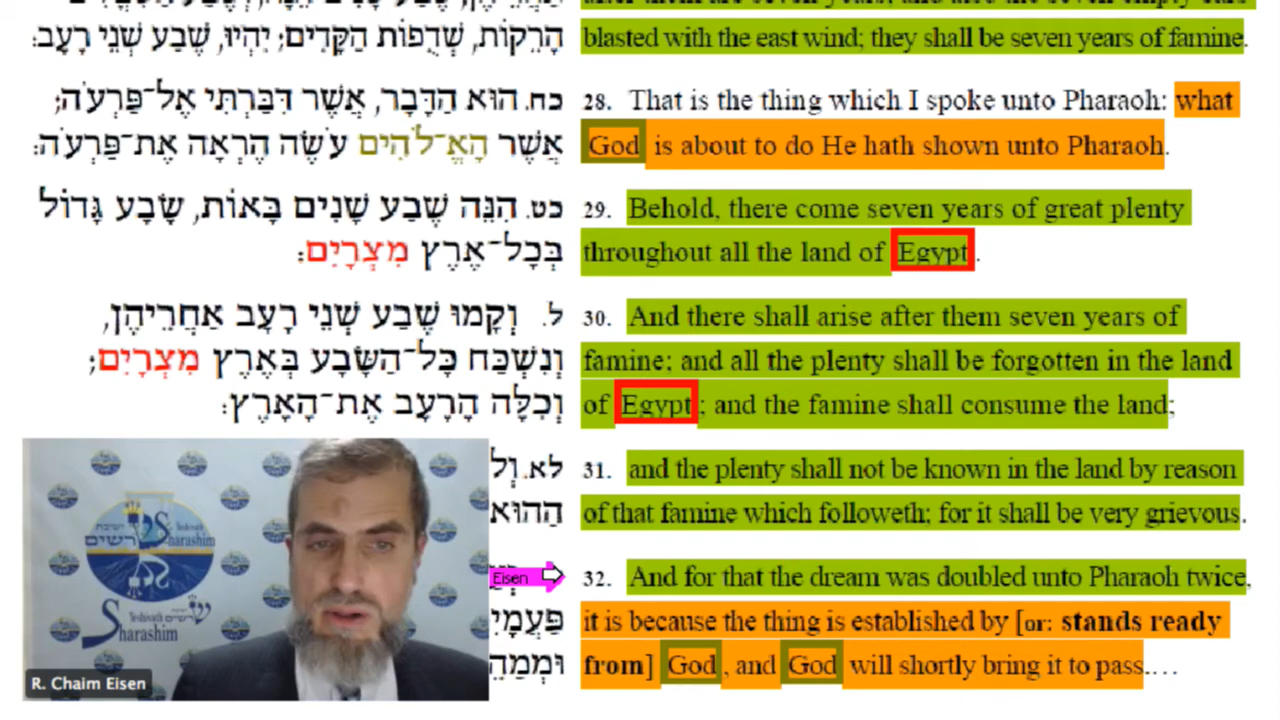 הָרֵקוֹת, שְׁדֻפוֹת הַקָּדִים; יִהְיוּ, שֶׁבַע שְׁנֵי רָעָב:
כח. הוּא הַדָּבָר, אֲשֶׁר דִּבַּרְתִּי אֶל־פַּרְעֹה;
אֲשֶׁר הָאֱ־לֹהִים עֹשֶׂה הֶרְאָה אֶת־פַּרְעֹה:
כט. הִנֵּה שֶׁבַע שָׁנִים בָּאוֹת, שָׂבָע גָּדוֹל
בְּכָל־אֶרֶץ מִצְרָיִם:
ל. וְקָמוּ שֶׁבַע שְׁנֵי רָעָב אַחֲרֵיהֶן,
וְנִשְׁכַּח כָּל־הַשָּׂבָע בְּאֶרֶץ מִצְרָיִם;
וְכִלָּה הָרָעָב אֶת־הָאָרֶץ:
לא. וְלֹ
הַהוּא
פַּעֲמָיִ
וּמְמַהֵ
blasted with the east wind; they shall be seven years of famine.
28. That is the thing which I spoke unto Pharaoh: what
God is about to do He hath shown unto Pharaoh.
29. Behold, there come seven years of great plenty
throughout all the land of Egypt.
30. And there shall arise after them seven years of
famine; and all the plenty shall be forgotten in the land
of Egypt; and the famine shall consume the land;
31. and the plenty shall not be known in the land by reason
of that famine which followeth; for it shall be very grievous.
32. And for that the dream was doubled unto Pharaoh twice,
it is because the thing is established by [or: stands ready
from] God, and God will shortly bring it to pass....
Eisen
ישיבת
שרשים
Yeshivath
Sharashim
Yeshivath
Sharashim
R. Chaim Eisen